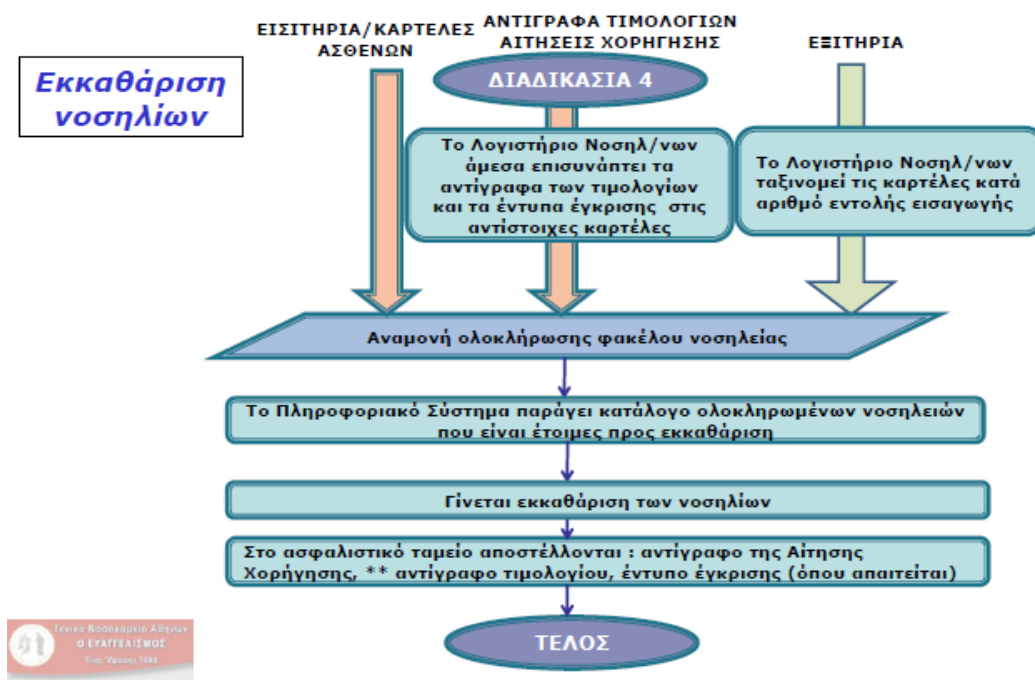 ΕΙΣΙΤΗΡΙΑ/ΚΑΡΤΕΛΕΣ
ΑΣΘΕΝΩΝ
ΑΝΤΙΓΡΑΦΑ ΤΙΜΟΛΟΓΙΩΝ
ΑΙΤΗΣΕΙΣ ΧΟΡΗΓΗΣΗΣ
ΕΞΙΤΗΡΙΑ
Εκκαθάριση
νοσηλίων
ΔΙΑΔΙΚΑΣΙΑ 4
Το Λογιστήριο Νοσηλ/νων
άμεσα επισυνάπτει τα
αντίγραφα των τιμολογίων
και τα έντυπα έγκρισης στις
αντίστοιχες καρτέλες
Το Λογιστήριο Νοσηλ/νων
ταξινομεί τις καρτέλες κατά
αριθμό εντολής εισαγωγής
Αναμονή ολοκλήρωσης φακέλου νοσηλείας
Το Πληροφοριακό Σύστημα παράγει κατάλογο ολοκληρωμένων νοσηλειών
που είναι έτοιμες προς εκκαθάριση
Γίνεται εκκαθάριση των νοσηλίων
Στο ασφαλιστικό ταμείο αποστέλλονται : αντίγραφο της Αίτησης
Χορήγησης, ** αντίγραφο τιμολογίου, έντυπο έγκρισης (όπου απαιτείται)
ΤΕΛΟΣ
Γενικό Νοσοκομείο Αθηνών
Ο ΕΥΑΓΓΕΛΙΣΜΟΣ